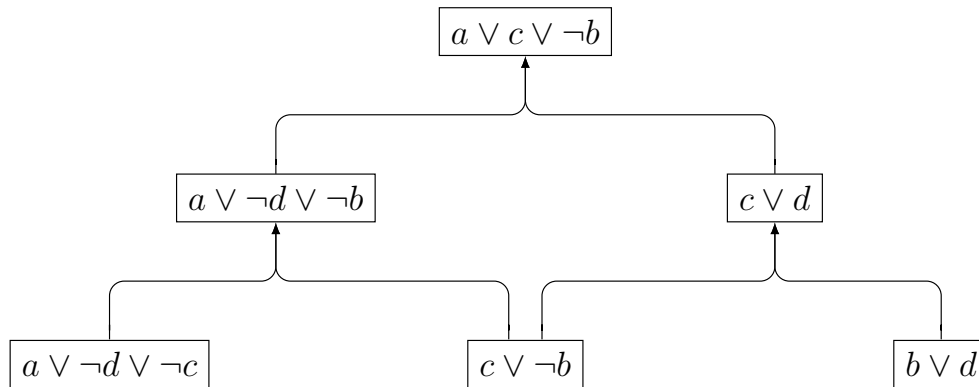 a ∨ c ∨ ¬b
a ∨ ¬d ∨ ¬b
c ∨ d
a ∨ ¬d ∨ ¬c
c ∨ ¬b
b ∨ d